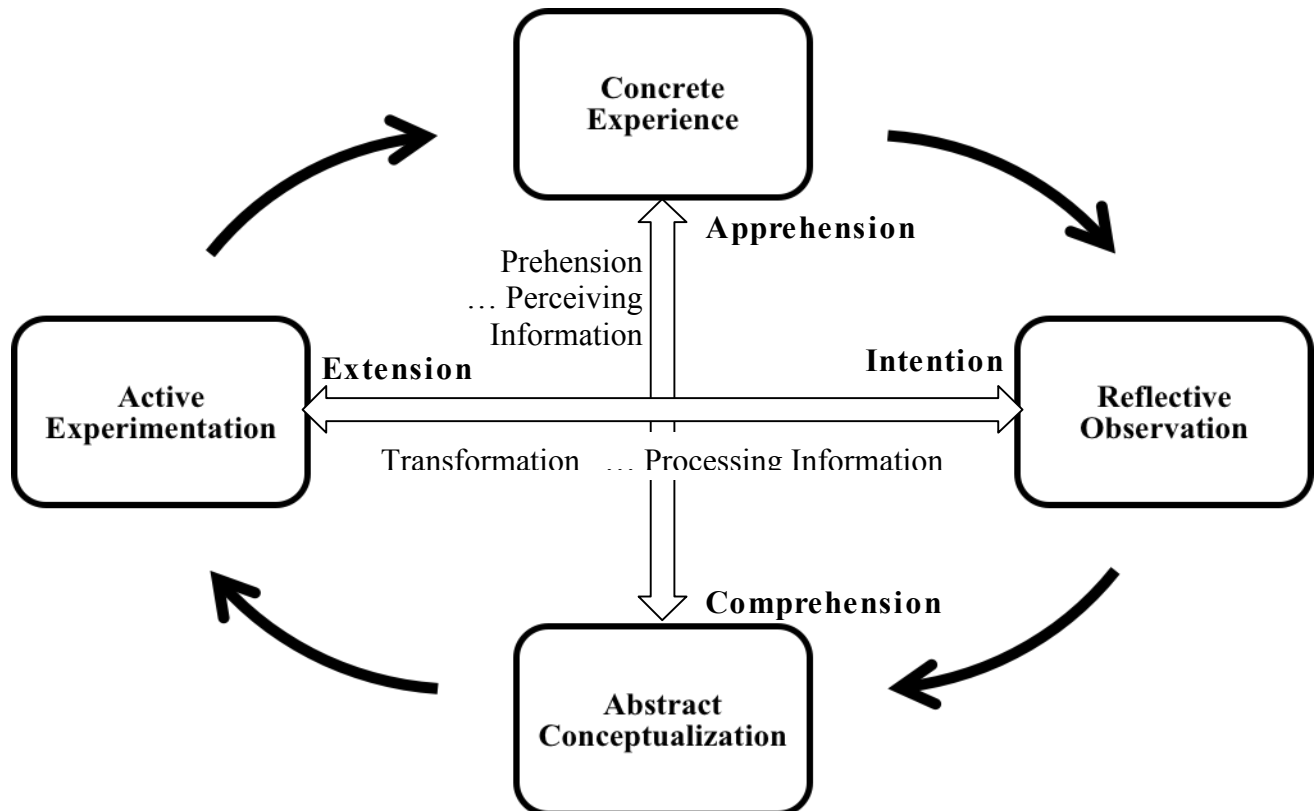 Concrete
Experience
Apprehension
Prehension
… Perceiving
Information
Extension
Intention
Active
Experimentation
Reflective
Observation
Transformation … Processing Information
Comprehension
Abstract
Conceptualization